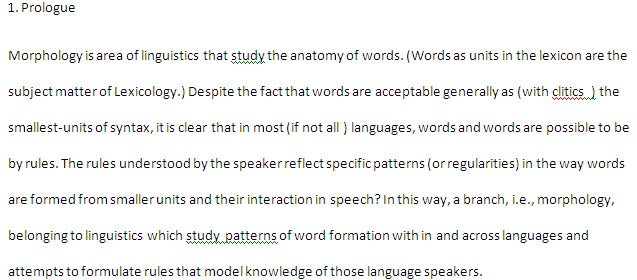 1. Prologue
Morphology is area of linguistics that study the anatomy of words. (Words as units in the lexicon are the
subject matter of Lexicology.) Despite the fact that words are acceptable generally as (with clitics ) the
smallest-units of syntax, it is clear that in most (if not all ) languages, words and words are possible to be
by rules. The rules understood by the speaker reflect specific patterns (or regularities) in the way words
are formed from smaller units and their interaction in speech? In this way, a branch, i.e., morphology,
belonging to linguistics which study patterns of word formation with in and across languages and
attempts to formulate rules that model knowledge of those language speakers.